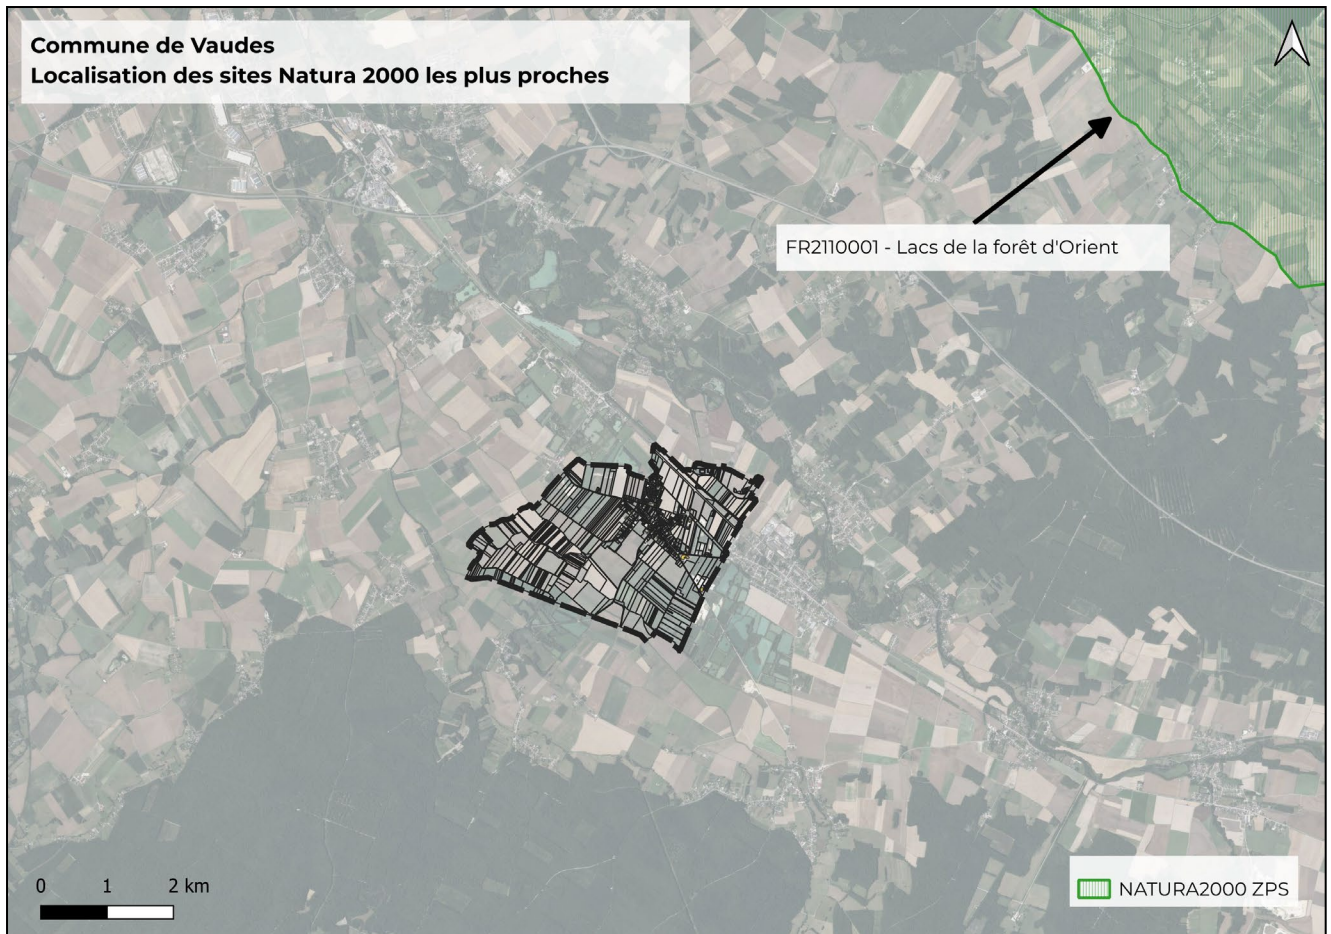 Commune de Vaudes
Localisation des sites Natura 2000 les plus proches
FR2110001 - Lacs de la forêt d'Orient
0 1 2 km
NATURA2000 ZPS